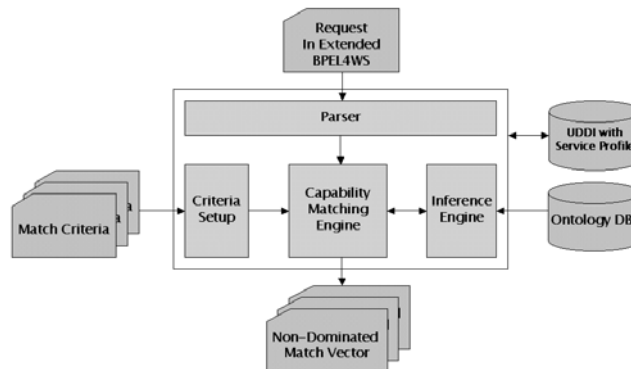 Request
In Extended
BPEL4WS
Parser
UDDI with
Service Profile
Criteria
Setup
Capability
Matching
Engine
Inference
Engine
Ontology DB
Match Criteria
Non-Dominated
Match Vector